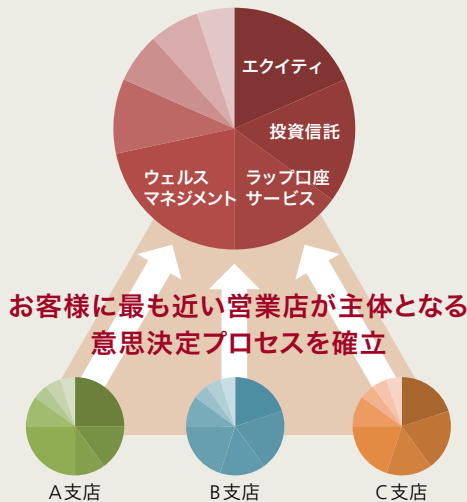 エクイティ
投資信託
ウェルス
マネジメント
ラップ口座
サービス
お客様に最も近い営業店が主体となる
意思決定プロセスを確立
A支店
B支店
C支店